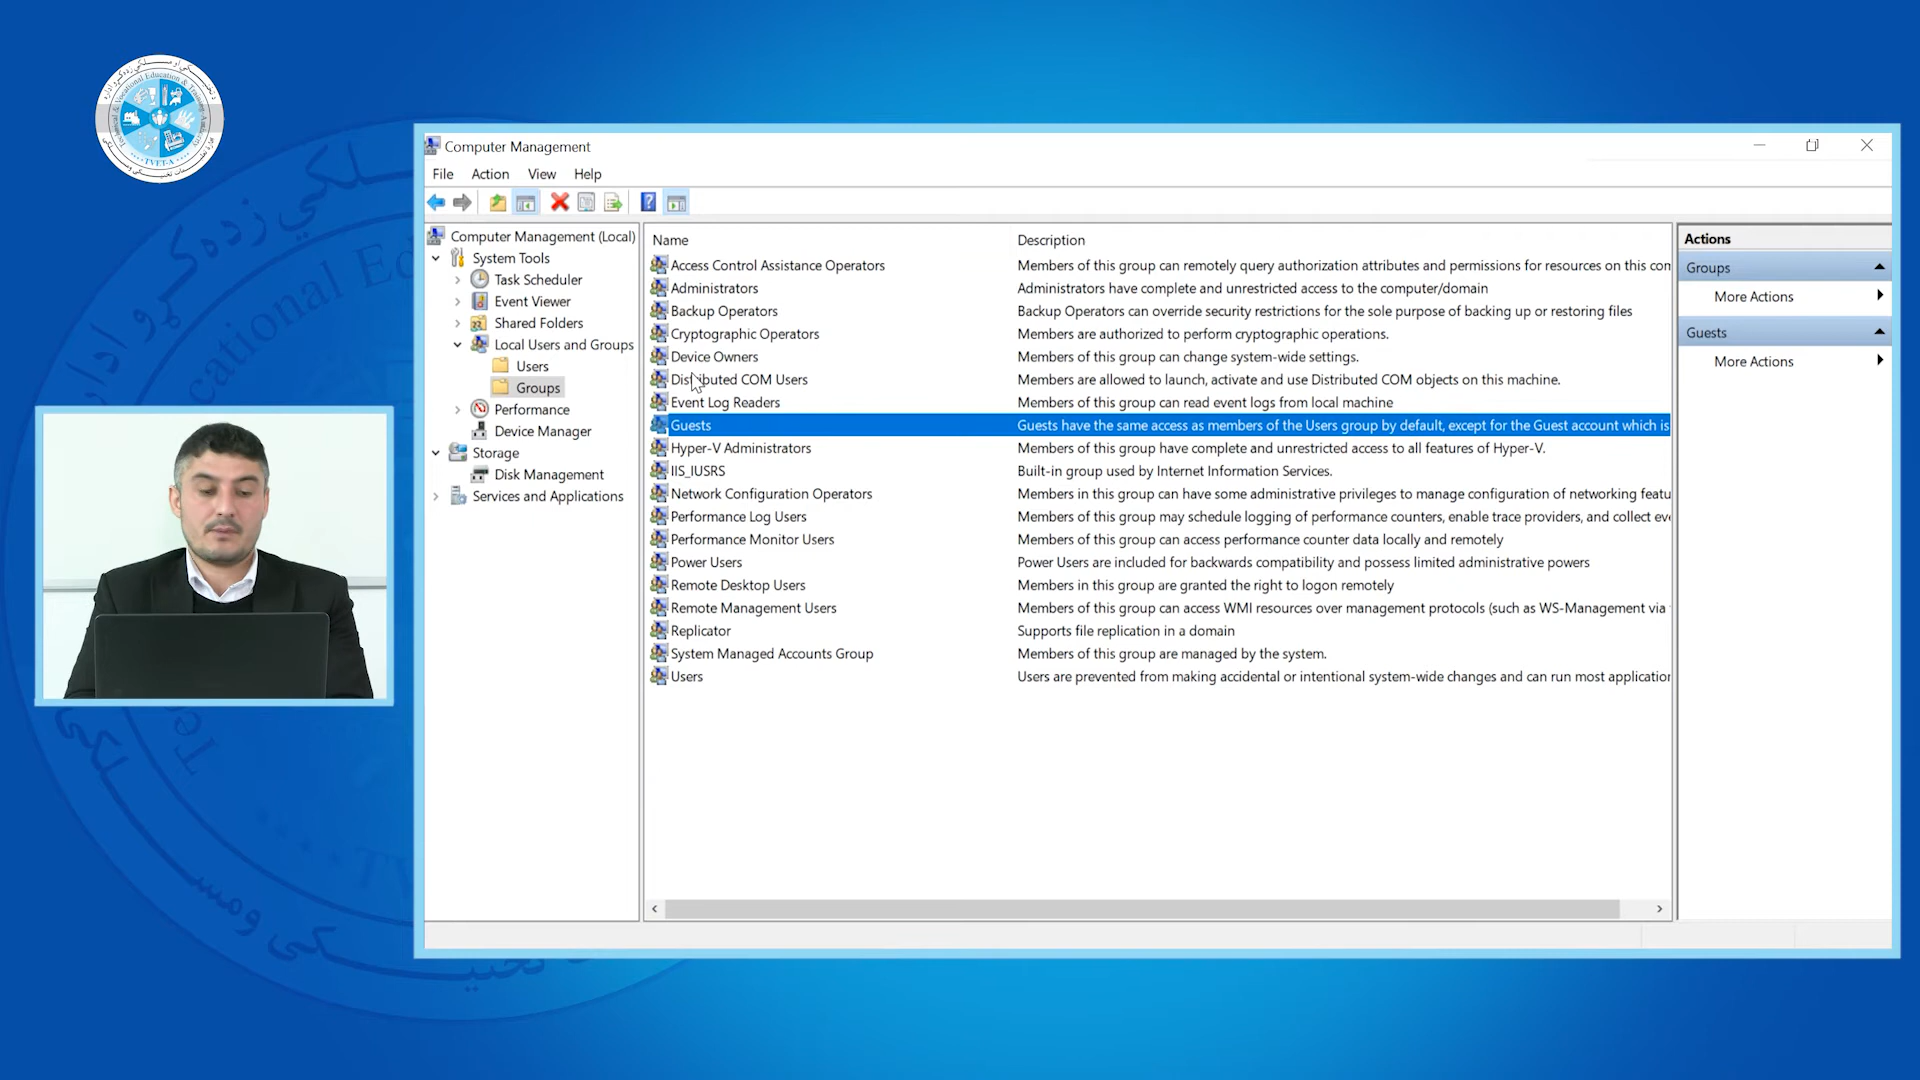 Technical & Vocational Education & Training Authority
TVET-A
Computer Management
File Action View Help
Computer Management (Local)
System Tools
Task Scheduler
Event Viewer
Shared Folders
Local Users and Groups
Users
Groups
Performance
Device Manager
Storage
Disk Management
Services and Applications
Name Description
Access Control Assistance Operators Members of this group can remotely query authorization attributes and permissions for resources on this con
Administrators Administrators have complete and unrestricted access to the computer/domain
Backup Operators Backup Operators can override security restrictions for the sole purpose of backing up or restoring files
Cryptographic Operators Members are authorized to perform cryptographic operations.
Device Owners Members of this group can change system-wide settings.
Distributed COM Users Members are allowed to launch, activate and use Distributed COM objects on this machine.
Event Log Readers Members of this group can read event logs from local machine
Guests Guests have the same access as members of the Users group by default, except for the Guest account which is
Hyper-V Administrators Members of this group have complete and unrestricted access to all features of Hyper-V.
IIS_IUSRS Built-in group used by Internet Information Services.
Network Configuration Operators Members in this group can have some administrative privileges to manage configuration of networking featu
Performance Log Users Members of this group may schedule logging of performance counters, enable trace providers, and collect eve
Performance Monitor Users Members of this group can access performance counter data locally and remotely
Power Users Power Users are included for backwards compatibility and possess limited administrative powers
Remote Desktop Users Members in this group are granted the right to logon remotely
Remote Management Users Members of this group can access WMI resources over management protocols (such as WS-Management via
Replicator Supports file replication in a domain
System Managed Accounts Group Members of this group are managed by the system.
Users Users are prevented from making accidental or intentional system-wide changes and can run most application
Actions
Groups
More Actions
Guests
More Actions